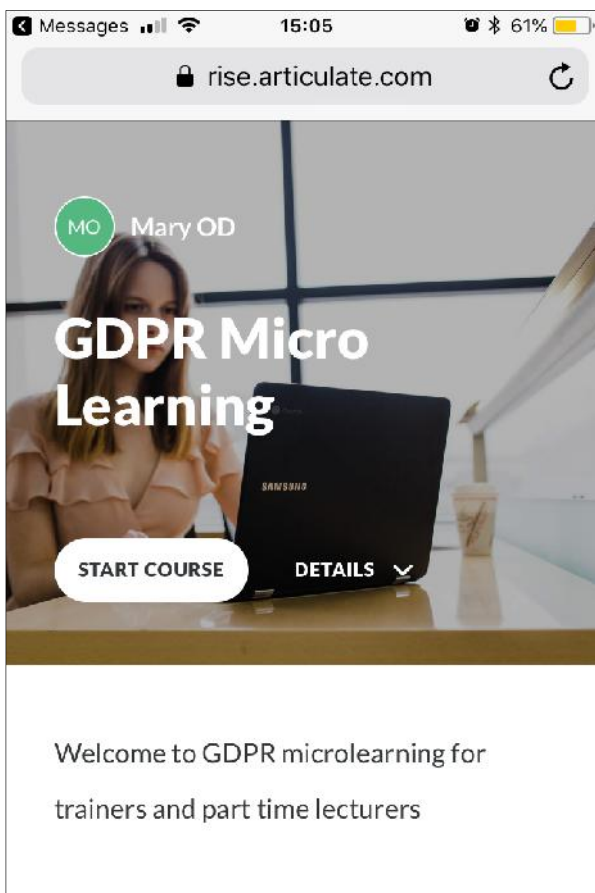 Messages 15:05 61%
rise.articulate.com
MO Mary OD
GDPR Micro
Learning
SAMSUNG
START COURSE DETAILS
Welcome to GDPR microlearning for
trainers and part time lecturers